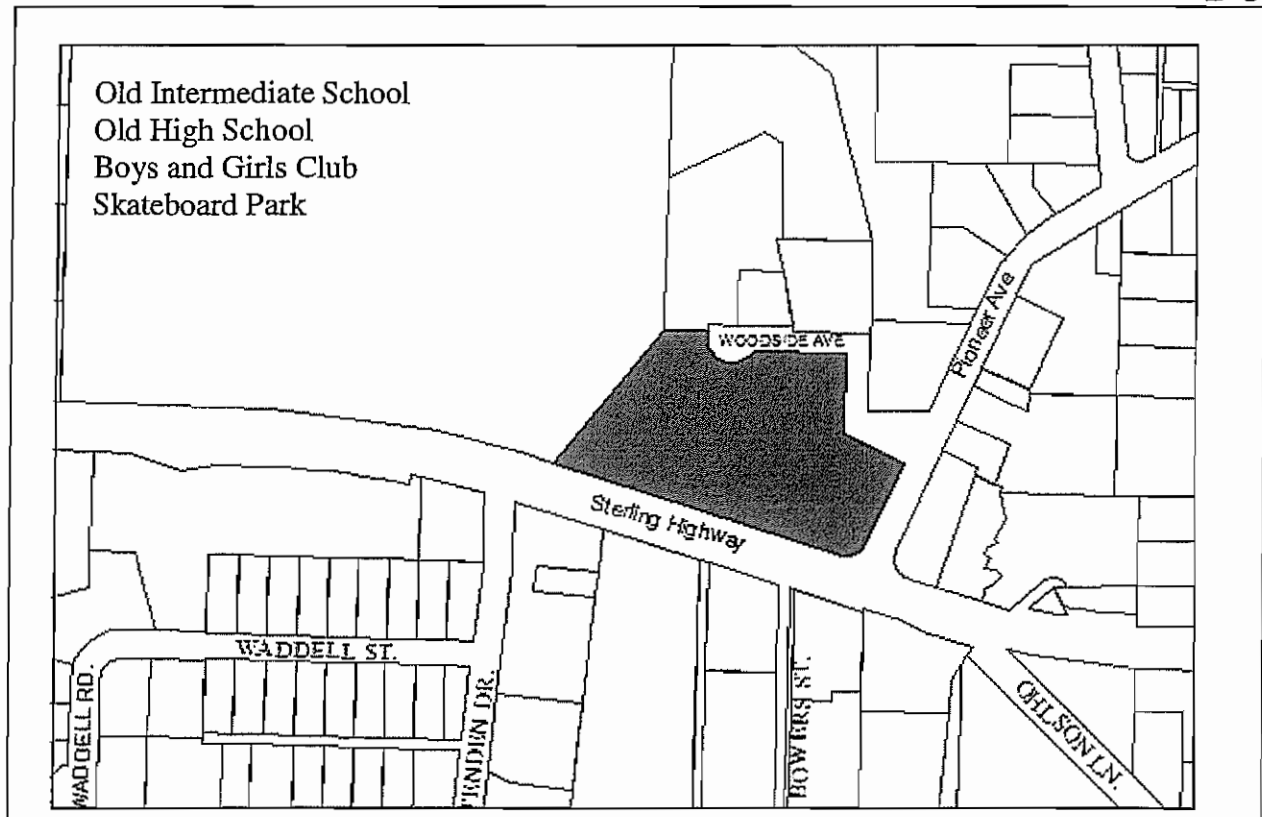 Old Intermediate School
Old High School
Boys and Girls Club
Skateboard Park
WOODSIDE AVE
Pioneer Ave
Sterling Highway
WADDELL ST.
WADDELL RD.
TENDEN DR.
BOWERS ST.
OHLSON LN.